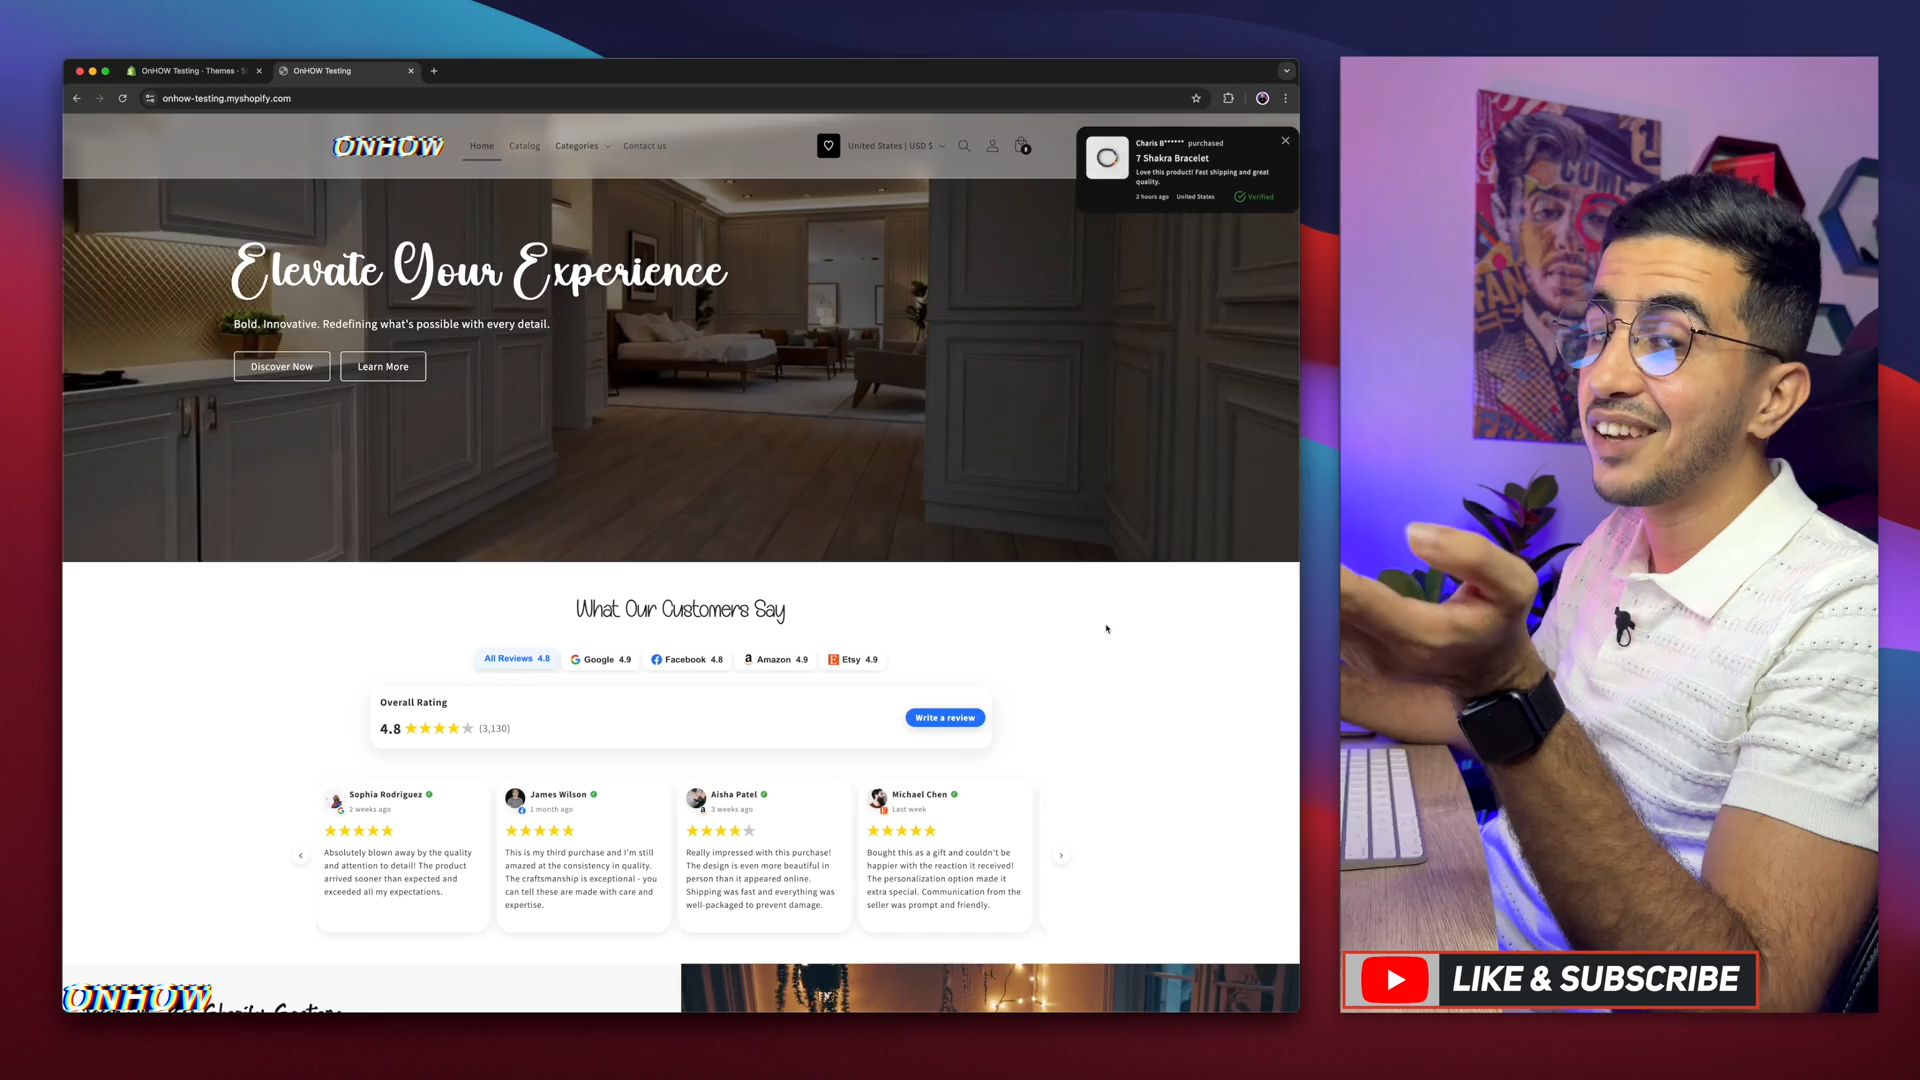 OnHOW Testing · Themes · S
OnHOW Testing
onhow-testing.myshopify.com
ONHOW
Home
Catalog
Categories
Contact us
United States | USD $
Charis B****** purchased
7 Shakra Bracelet
Love this product! Fast shipping and great
quality.
2 hours ago
United States
Verified
Elevate Your Experience
Bold. Innovative. Redefining what's possible with every detail.
Discover Now
Learn More
What Our Customers Say
All Reviews 4.8
Google 4.9
Facebook 4.8
Amazon 4.9
Etsy 4.9
Overall Rating
4.8
(3,130)
Write a review
Sophia Rodriguez
2 weeks ago
Absolutely blown away by the quality
and attention to detail! The product
arrived sooner than expected and
exceeded all my expectations.
James Wilson
1 month ago
This is my third purchase and I'm still
amazed at the consistency in quality.
The craftsmanship is exceptional - you
can tell these are made with care and
expertise.
Aisha Patel
3 weeks ago
Really impressed with this purchase!
The design is even more beautiful in
person than it appeared online.
Shipping was fast and everything was
well-packaged to prevent damage.
Michael Chen
Last week
Bought this as a gift and couldn't be
happier with the reaction it received!
The personalization option made it
extra special. Communication from the
seller was prompt and friendly.
ONHOW
LIKE & SUBSCRIBE